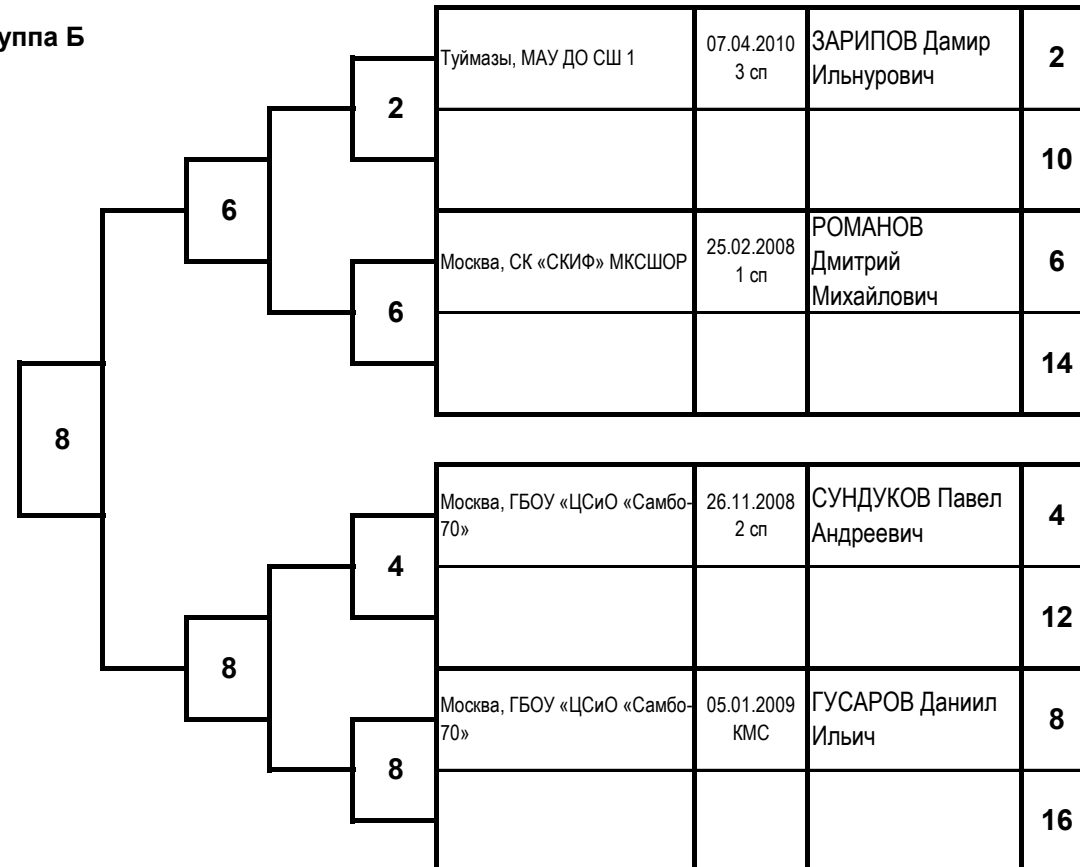 уппа Б
Туймазы, МАУ ДО СШ 1
07.04.2010
3 сп
ЗАРИПОВ Дамир
Ильнурович
2
2
10
6
Москва, СК «СКИФ» МКСШОР
25.02.2008
1 сп
РОМАНОВ
Дмитрий
Михайлович
6
6
14
8
Москва, ГБОУ «ЦСиО «Самбо-
70»
26.11.2008
2 сп
СУНДУКОВ Павел
Андреевич
4
4
12
8
Москва, ГБОУ «ЦСиО «Самбо-
70»
05.01.2009
КМС
ГУСАРОВ Даниил
Ильич
8
8
16